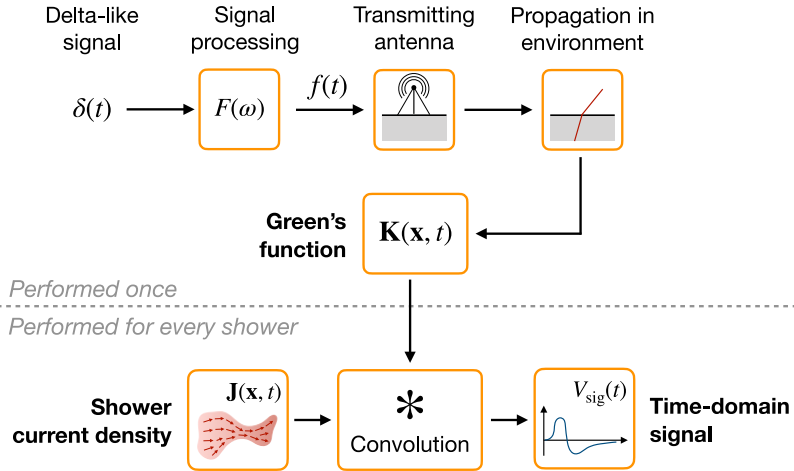 Delta-like signal
Signal processing
Transmitting antenna
Propagation in environment
δ(t)
F(ω)
f(t)
Green's function
K(x, t)
Performed once
Performed for every shower
Shower current density
J(x, t)
*
Convolution
V_sig(t)
Time-domain signal